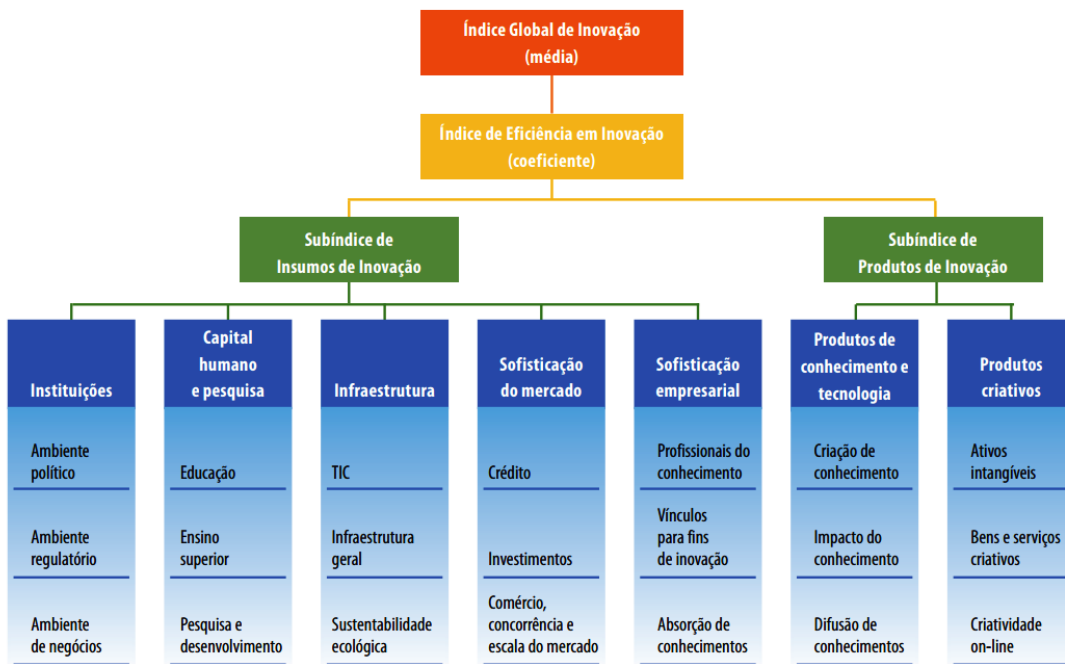 Índice Global de Inovação
(média)
Índice de Eficiência em Inovação
(coeficiente)
Subíndice de
Insumos de Inovação
Subíndice de
Produtos de Inovação
Instituições
Capital
humano
e pesquisa
Infraestrutura
Sofisticação
do mercado
Sofisticação
empresarial
Produtos de
conhecimento e
tecnologia
Produtos
criativos
Ambiente
político
Educação
TIC
Crédito
Profissionais do
conhecimento
Criação de
conhecimento
Ativos
intangíveis
Ambiente
regulatório
Ensino
superior
Infraestrutura
geral
Investimentos
Vínculos
para fins
de inovação
Impacto do
conhecimento
Bens e serviços
criativos
Ambiente
de negócios
Pesquisa e
desenvolvimento
Sustentabilidade
ecológica
Comércio,
concorrência e
escala do mercado
Absorção de
conhecimentos
Difusão de
conhecimentos
Criatividade
on-line